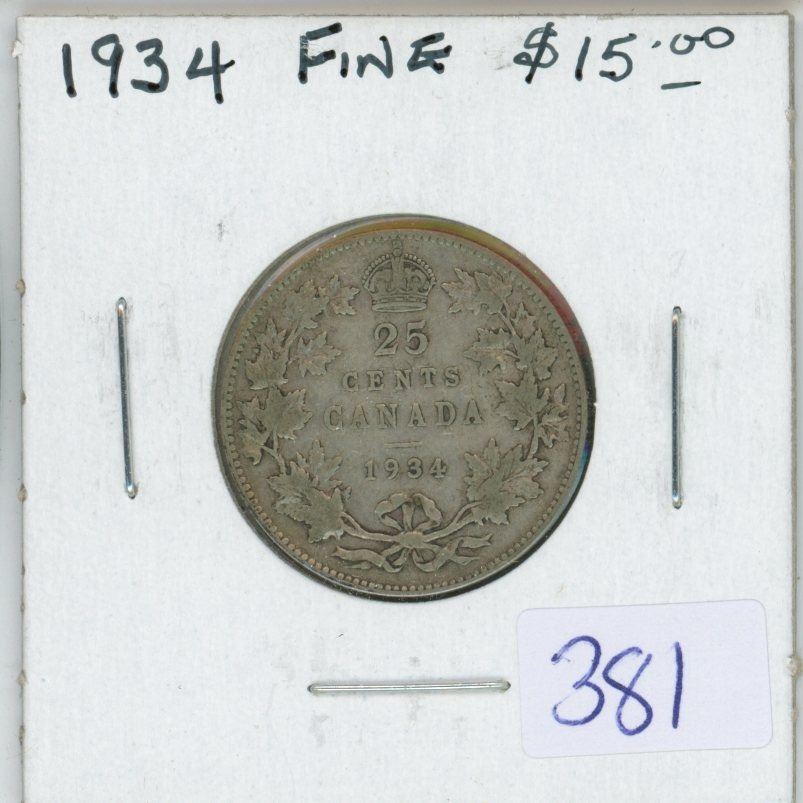 1934 FINE $15.00
25
CENTS
CANADA
1934
381